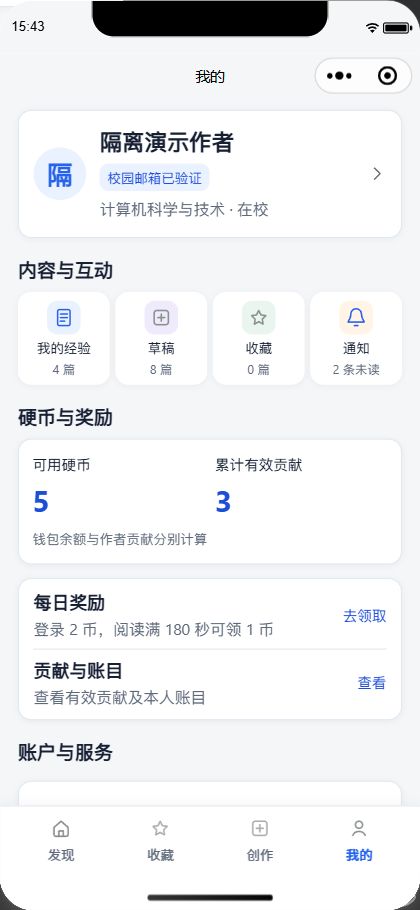 15:43
我的
隔离演示作者
隔
校园邮箱已验证
计算机科学与技术 · 在校
内容与互动
我的经验
草稿
收藏
通知
4 篇
8 篇
0 篇
2 条未读
硬币与奖励
可用硬币
累计有效贡献
5
3
钱包余额与作者贡献分别计算
每日奖励
登录 2 币，阅读满 180 秒可领 1 币
去领取
贡献与账目
查看有效贡献及本人账目
查看
账户与服务
发现
收藏
创作
我的